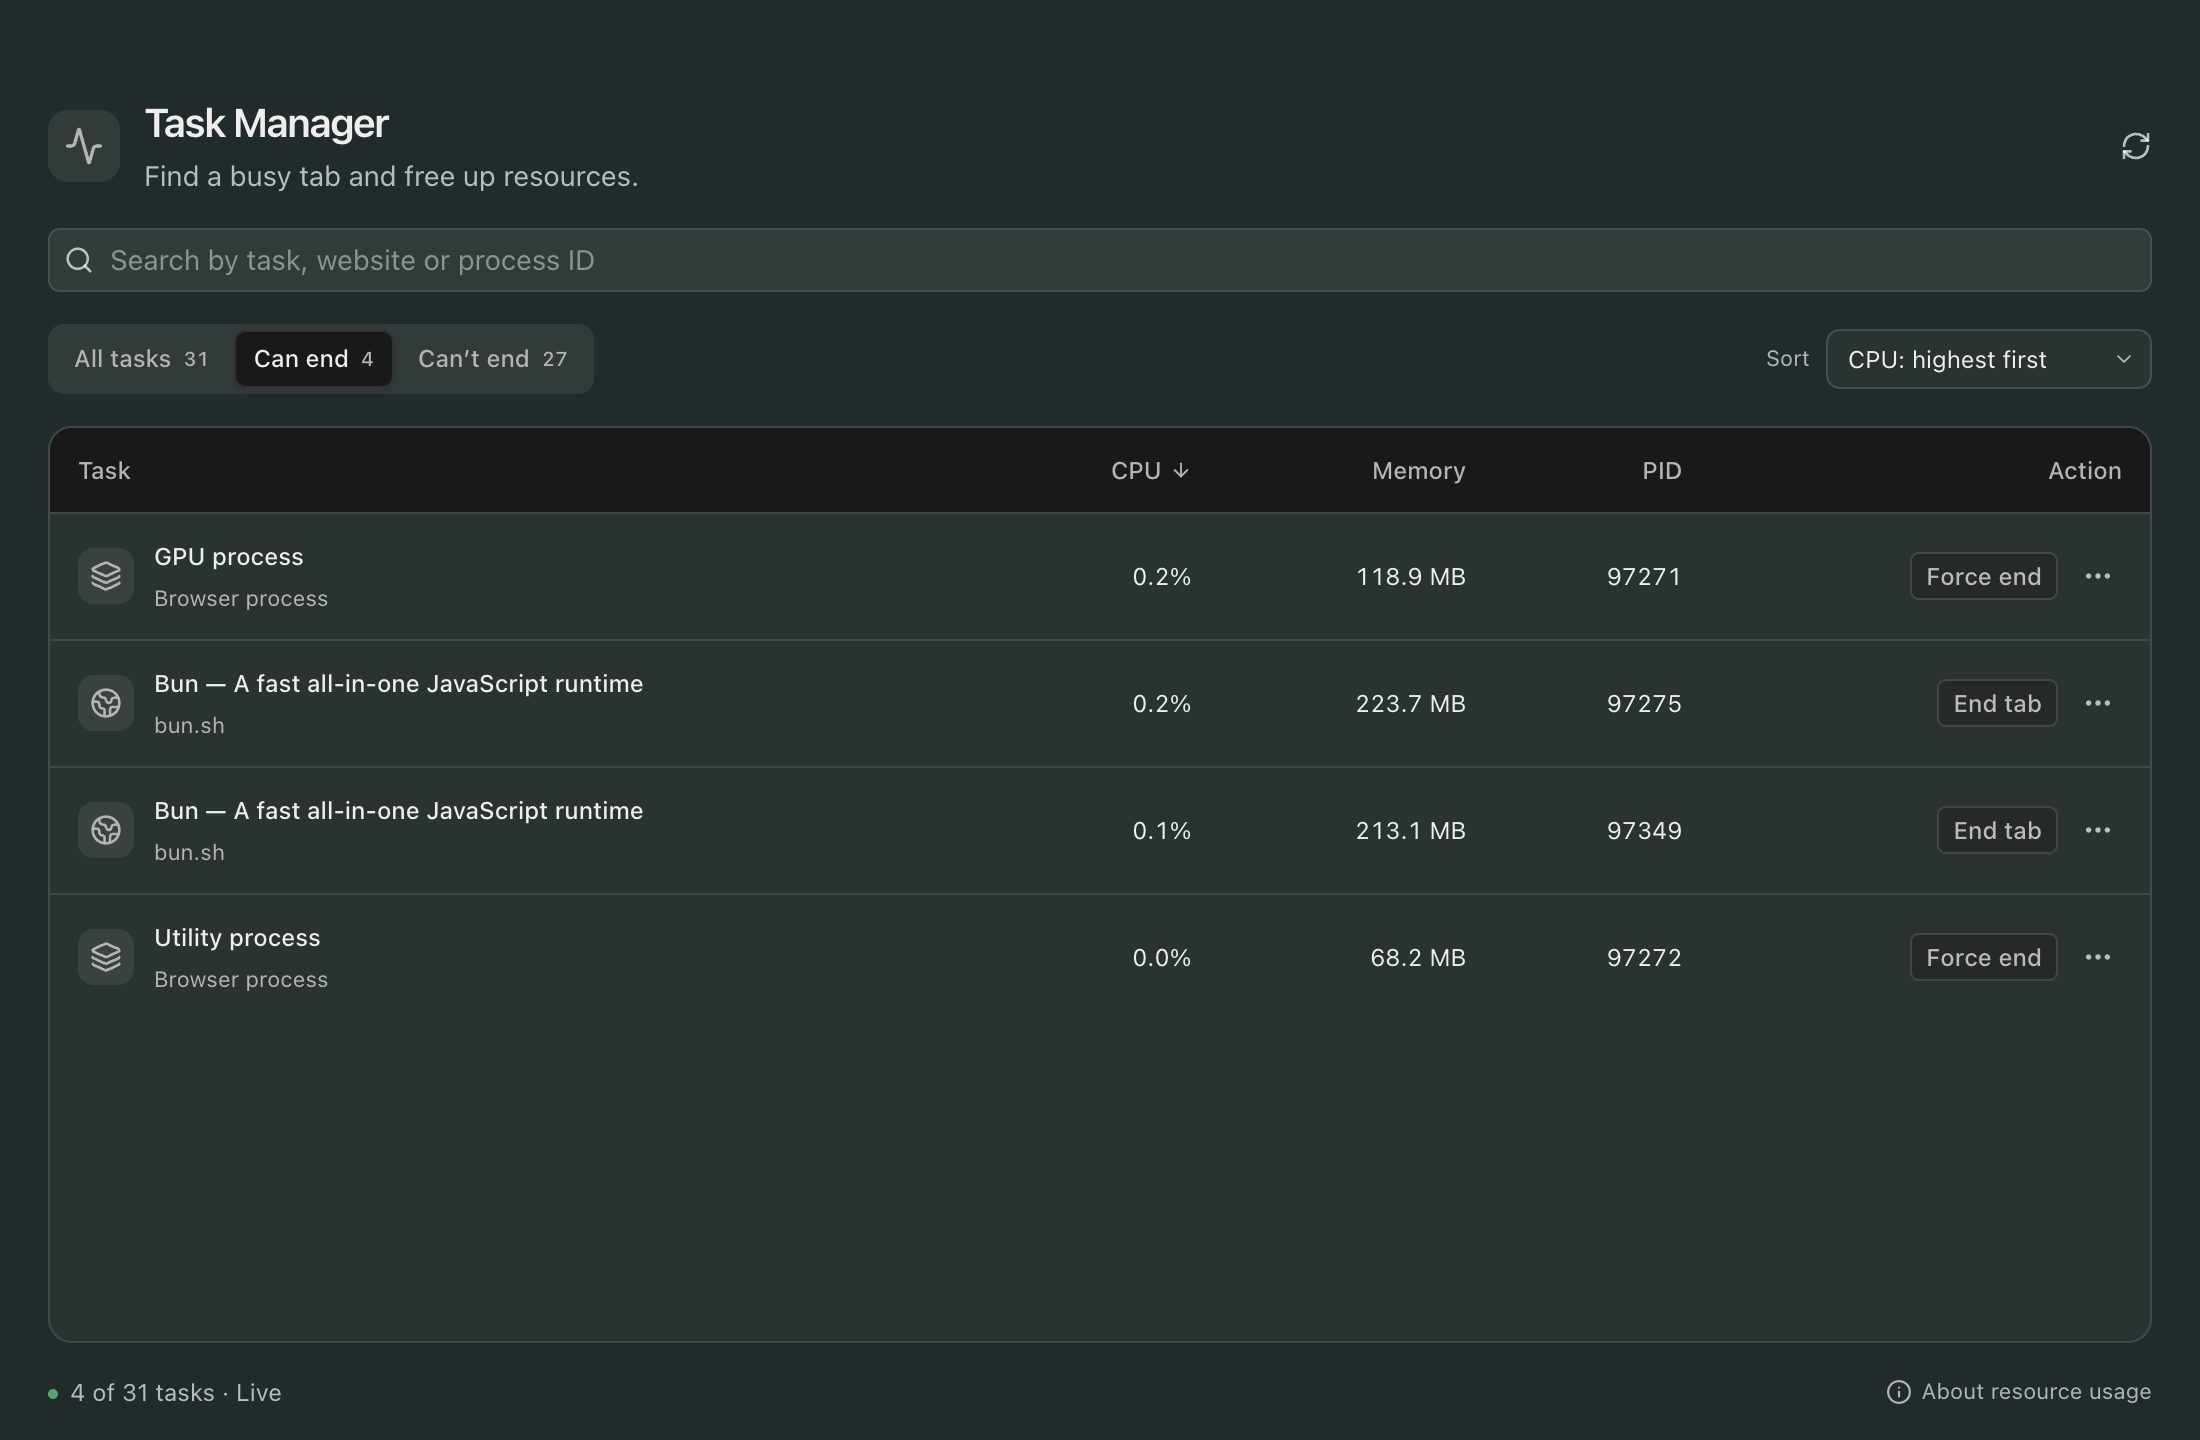 Task Manager
Find a busy tab and free up resources.
Search by task, website or process ID
All tasks 31 Can end 4 Can’t end 27 Sort CPU: highest first
Task CPU Memory PID Action
GPU process
Browser process
0.2% 118.9 MB 97271 Force end
Bun — A fast all-in-one JavaScript runtime
bun.sh
0.2% 223.7 MB 97275 End tab
Bun — A fast all-in-one JavaScript runtime
bun.sh
0.1% 213.1 MB 97349 End tab
Utility process
Browser process
0.0% 68.2 MB 97272 Force end
4 of 31 tasks · Live
About resource usage